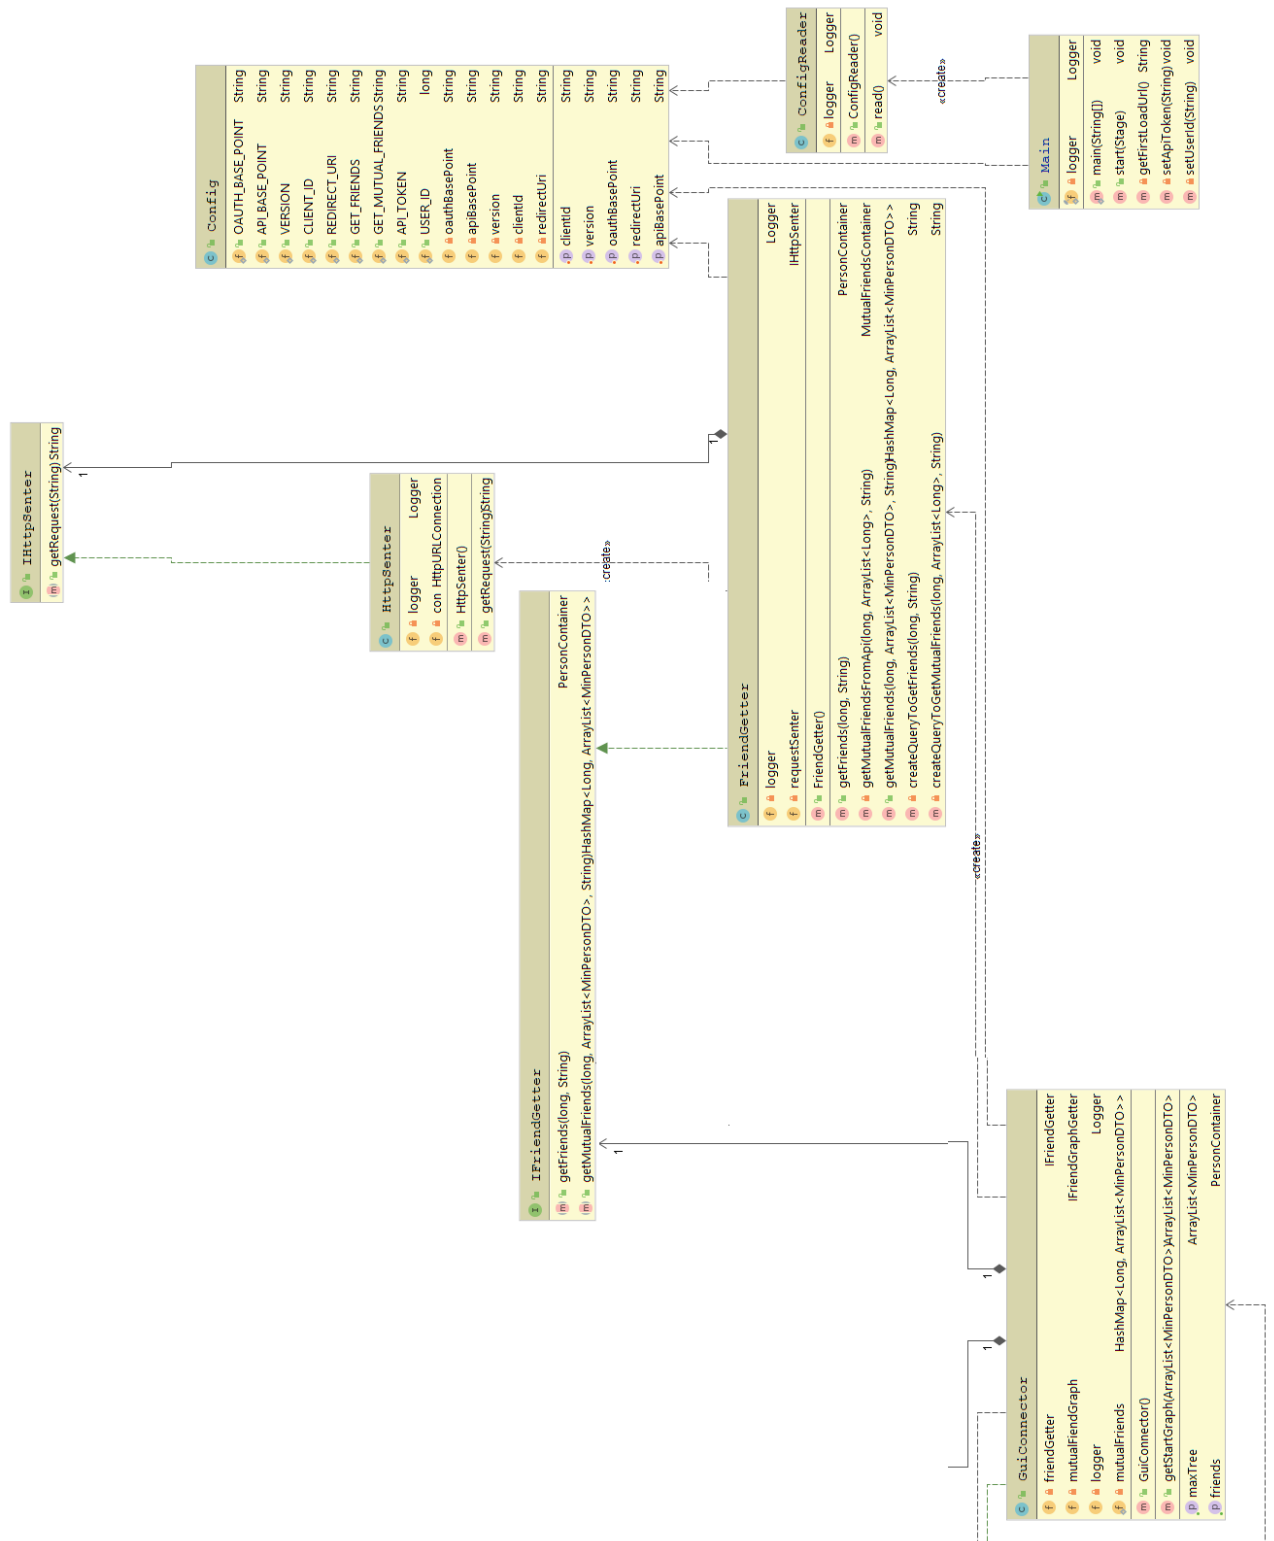 IHttpSenter
getRequest(String) String
Config
OAUTH_BASE_POINT String
API_BASE_POINT String
VERSION String
CLIENT_ID String
REDIRECT_URI String
GET_FRIENDS String
GET_MUTUAL_FRIENDS String
API_TOKEN String
USER_ID long
oauthBasePoint String
apiBasePoint String
version String
clientId String
redirectUri String
clientId String
version String
oauthBasePoint String
redirectUri String
apiBasePoint String
HttpSenter
logger Logger
con HttpURLConnection
HttpSenter()
getRequest(String)String
«create»
IFriendGetter
getFriends(long, String) PersonContainer
getMutualFriends(long, ArrayList<MinPersonDTO>, String)HashMap<Long, ArrayList<MinPersonDTO>>
1
1
1
FriendGetter
logger Logger
requestSenter IHttpSenter
FriendGetter()
getFriends(long, String) PersonContainer
getMutualFriendsFromApi(long, ArrayList<Long>, String) MutualFriendsContainer
getMutualFriends(long, ArrayList<MinPersonDTO>, String)HashMap<Long, ArrayList<MinPersonDTO>>
createQueryToGetFriends(long, String) String
createQueryToGetMutualFriends(long, ArrayList<Long>, String) String
ConfigReader
logger Logger
ConfigReader()
read() void
«create»
«create»
Main
logger Logger
main(String[]) void
start(Stage) void
getFirstLoadUrl() String
setApiToken(String)void
setUserId(String) void
1
1
GuiConnector
friendGetter IFriendGetter
mutualFiendGraph IFriendGraphGetter
logger Logger
mutualFriends HashMap<Long, ArrayList<MinPersonDTO>>
GuiConnector()
getStartGraph(ArrayList<MinPersonDTO>)ArrayList<MinPersonDTO>
maxTree ArrayList<MinPersonDTO>
friends PersonContainer